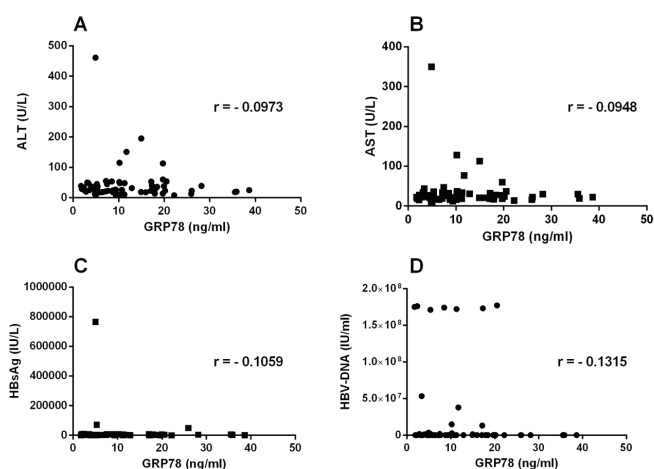 A
500
400
300
200
100
0
ALT (U/L)
r = - 0.0973
0 10 20 30 40 50
GRP78 (ng/ml)
B
400
300
200
100
0
AST (U/L)
r = - 0.0948
0 10 20 30 40 50
GRP78 (ng/ml)
C
1000000
800000
600000
400000
200000
0
HBsAg (IU/L)
r = - 0.1059
0 10 20 30 40 50
GRP78 (ng/ml)
D
2.0×10⁸
1.5×10⁸
1.0×10⁸
5.0×10⁷
0
HBV-DNA (IU/ml)
r = - 0.1315
0 10 20 30 40 50
GRP78 (ng/ml)